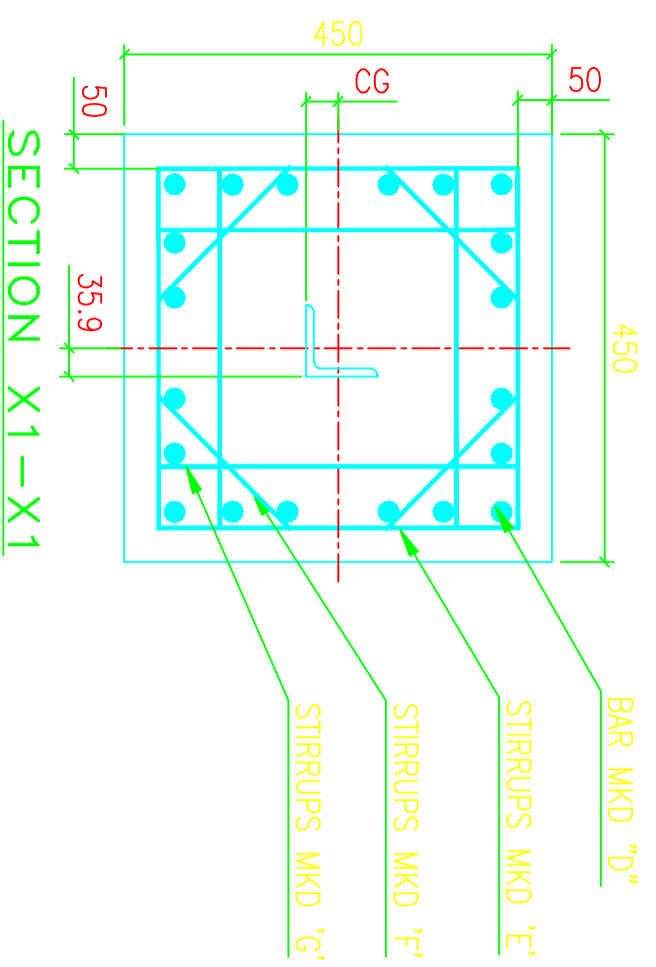 450
50
CG
50
450
35.9
BAR MKD "D"
STIRRUPS MKD 'E'
STIRRUPS MKD 'F'
STIRRUPS MKD 'G'
SECTION X1-X1